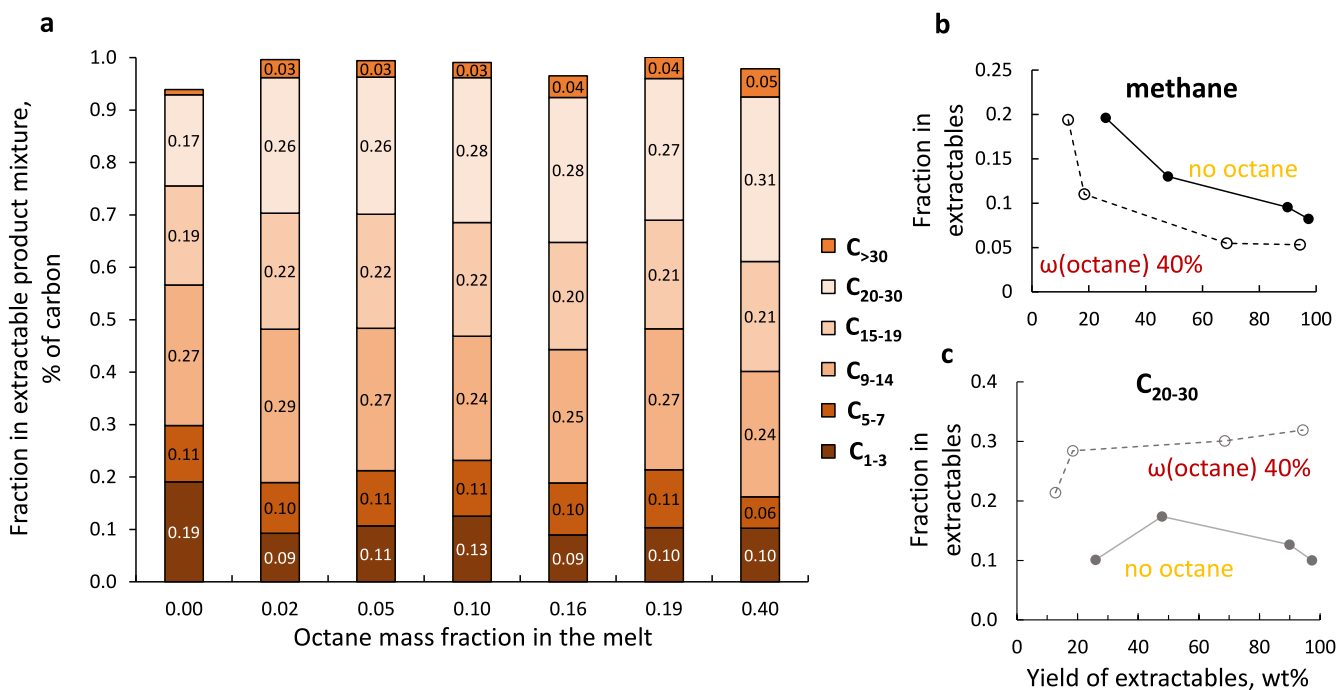 a
Fraction in extractable product mixture,
% of carbon
1.0
0.9
0.8
0.7
0.6
0.5
0.4
0.3
0.2
0.1
0.0
0.17
0.19
0.27
0.11
0.19
0.03
0.26
0.22
0.29
0.10
0.09
0.03
0.26
0.22
0.27
0.11
0.11
0.03
0.28
0.22
0.24
0.11
0.13
0.04
0.28
0.20
0.25
0.10
0.09
0.04
0.27
0.21
0.27
0.11
0.10
0.05
0.31
0.21
0.24
0.06
0.10
0.00 0.02 0.05 0.10 0.16 0.19 0.40
Octane mass fraction in the melt
C>30
C20-30
C15-19
C9-14
C5-7
C1-3
b
Fraction in
extractables
0.25
0.2
0.15
0.1
0.05
0
methane
no octane
ω(octane) 40%
0 20 40 60 80 100
c
Fraction in
extractables
0.4
0.3
0.2
0.1
0.0
C20-30
ω(octane) 40%
no octane
0 20 40 60 80 100
Yield of extractables, wt%